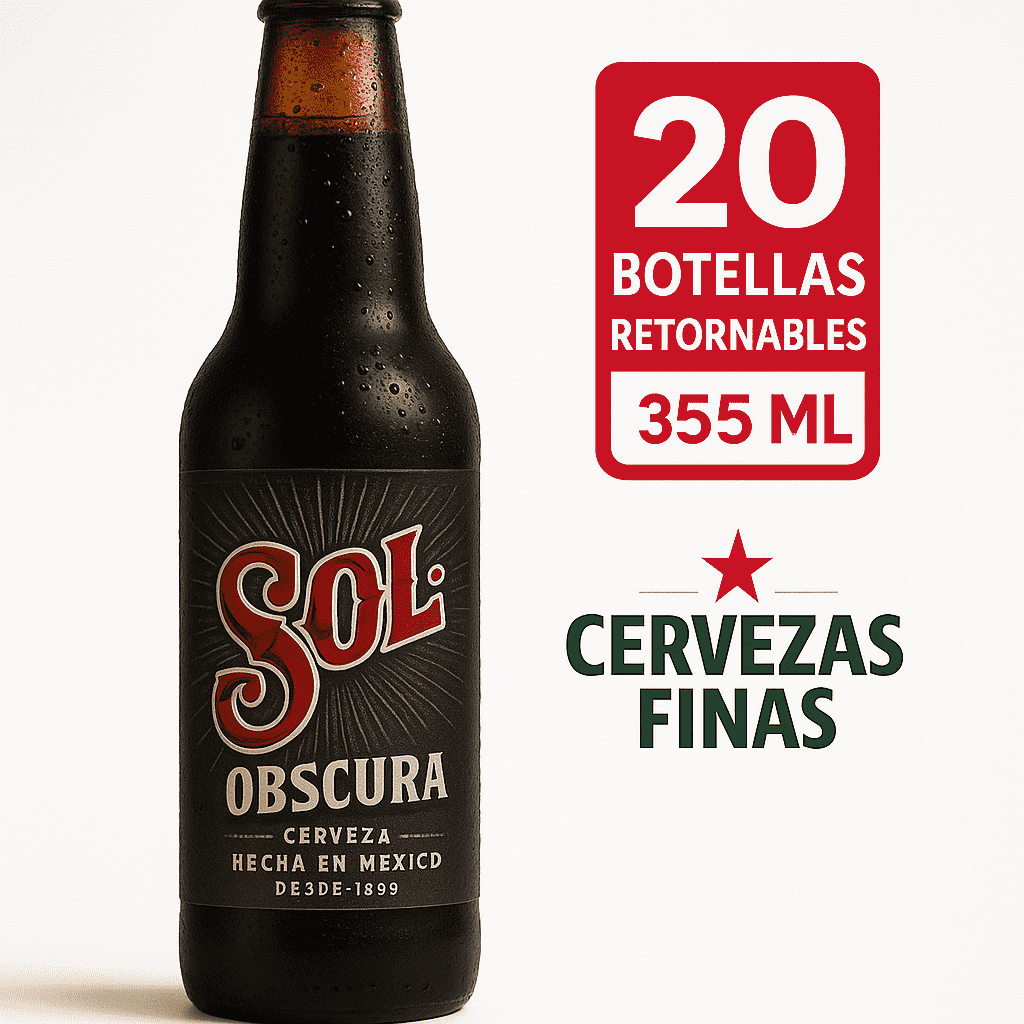 SOL
OBSCURA
CERVEZA
HECHA EN MEXICD
DE3DE-1899
20
BOTELLAS
RETORNABLES
355 ML
CERVEZAS
FINAS